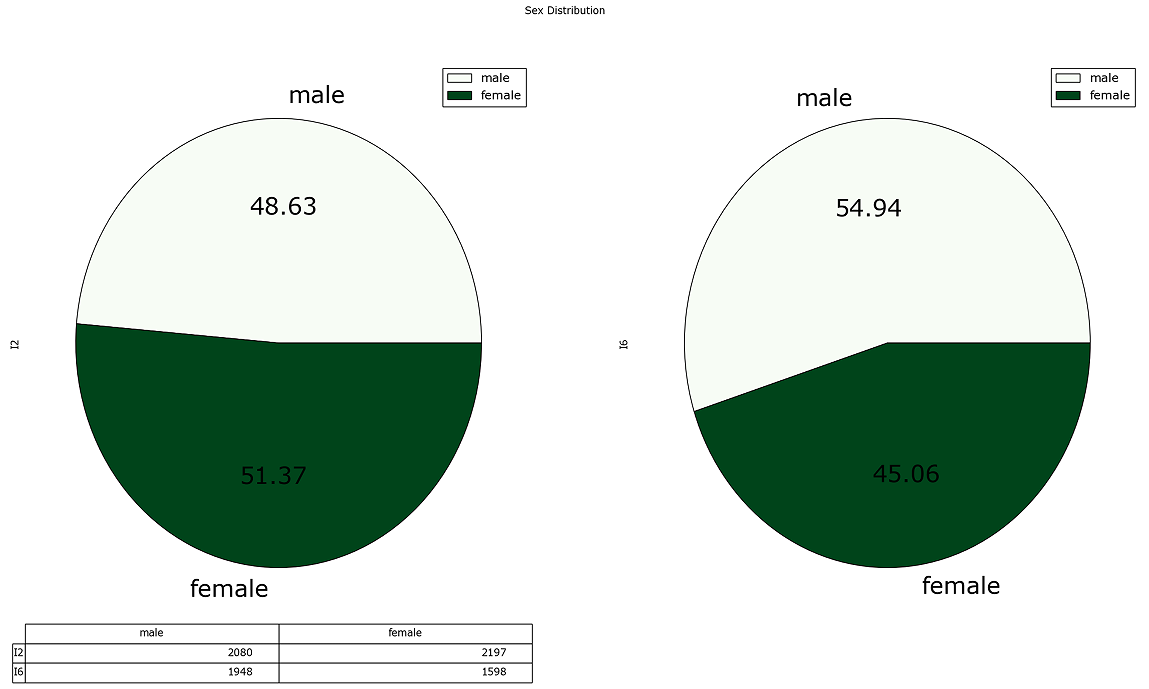 Sex Distribution
male
female
male
48.63
I2
51.37
female
male
female
male
54.94
I6
45.06
female
male female
I2 2080 2197
I6 1948 1598